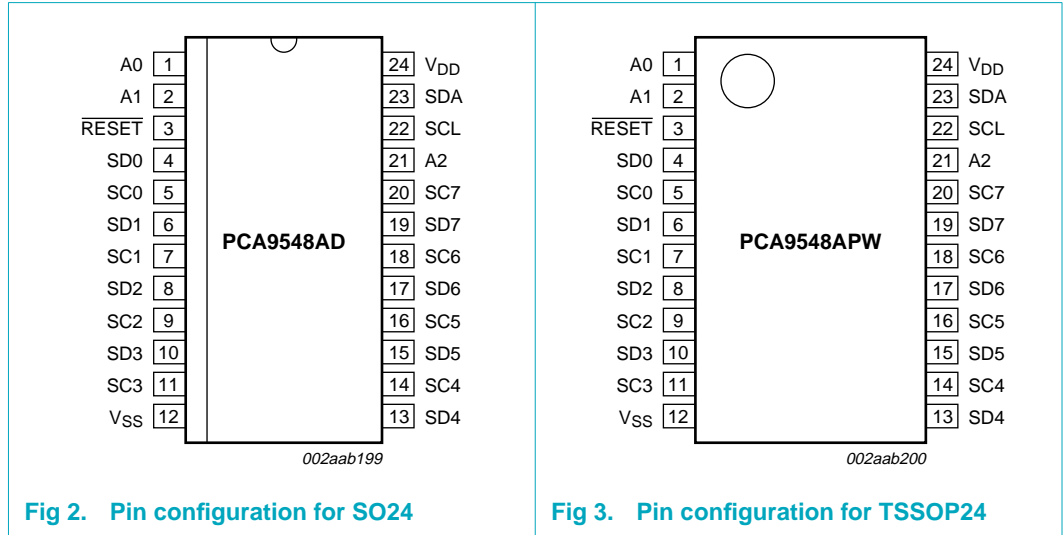 A0 1
A1 2
RESET 3
SD0 4
SC0 5
SD1 6
SC1 7
SD2 8
SC2 9
SD3 10
SC3 11
VSS 12
PCA9548AD
24 VDD
23 SDA
22 SCL
21 A2
20 SC7
19 SD7
18 SC6
17 SD6
16 SC5
15 SD5
14 SC4
13 SD4
002aab199
Fig 2. Pin configuration for SO24
A0 1
A1 2
RESET 3
SD0 4
SC0 5
SD1 6
SC1 7
SD2 8
SC2 9
SD3 10
SC3 11
VSS 12
PCA9548APW
24 VDD
23 SDA
22 SCL
21 A2
20 SC7
19 SD7
18 SC6
17 SD6
16 SC5
15 SD5
14 SC4
13 SD4
002aab200
Fig 3. Pin configuration for TSSOP24